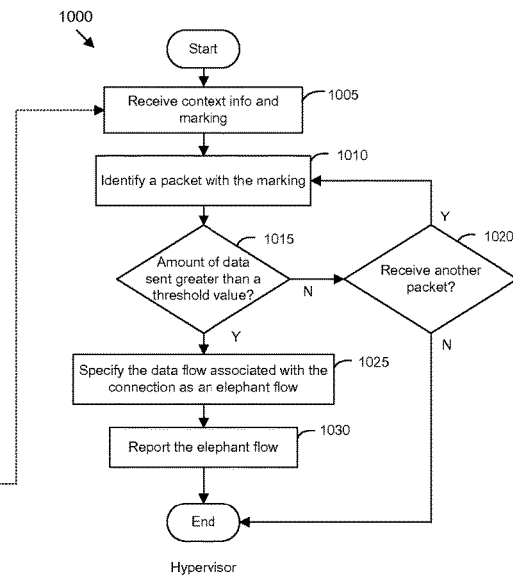 1000
Start
Receive context info and
marking
1005
Identify a packet with the marking
1010
Amount of data
sent greater than a
threshold value?
1015
N
Y
Receive another
packet?
1020
Y
N
Specify the data flow associated with the
connection as an elephant flow
1025
Report the elephant flow
1030
End
Hypervisor